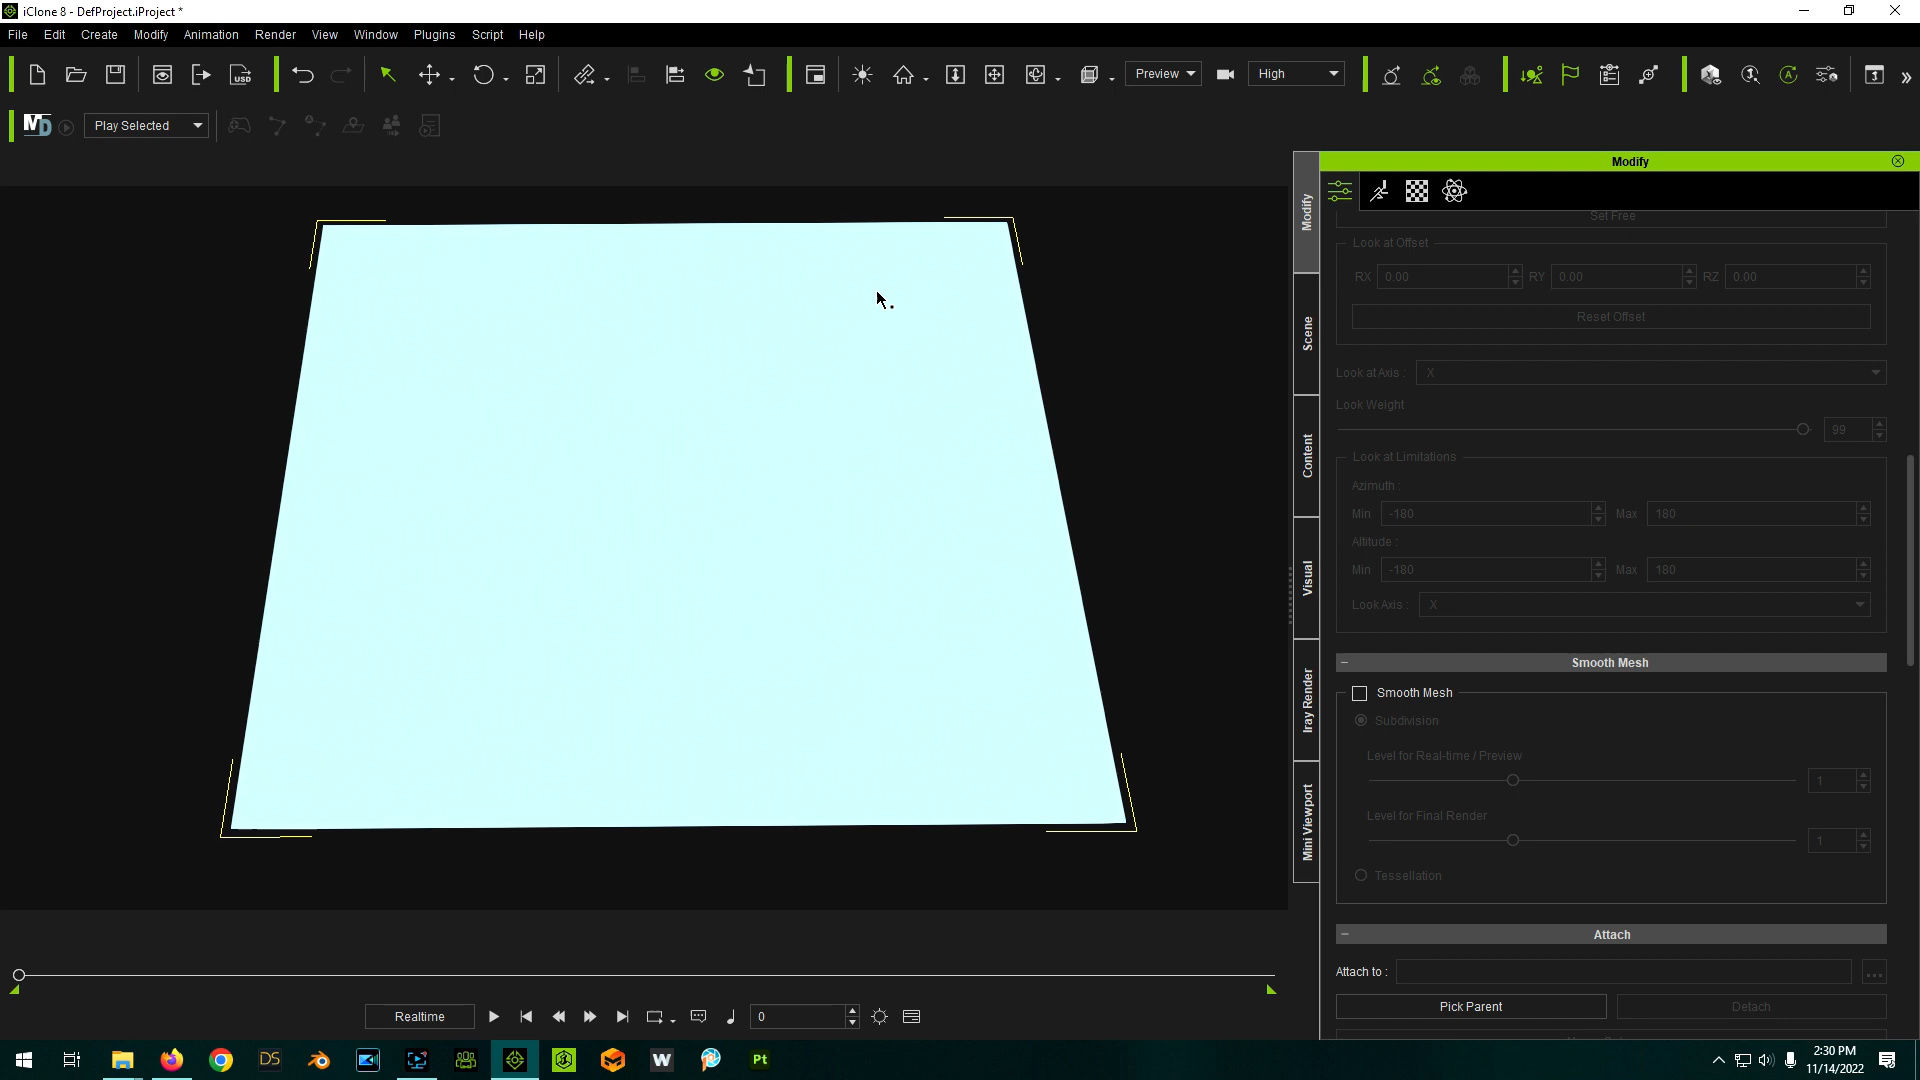 iClone 8 - DefProject.iProject *
File Edit Create Modify Animation Render View Window Plugins Script Help
USD
Preview
High
MD
Play Selected
Modify
Modify
Scene
Content
Visual
Iray Render
Mini Viewport
Set Free
Look at Offset
RX 0.00 RY 0.00 RZ 0.00
Reset Offset
Look at Axis : X
Look Weight
99
Look at Limitations
Azimuth :
Min -180 Max 180
Altitude :
Min -180 Max 180
Look Axis : X
Smooth Mesh
Smooth Mesh
Subdivision
Level for Real-time / Preview
1
Level for Final Render
1
Tessellation
Attach
Attach to : ...
Pick Parent Detach
Realtime
0
DS
W
Pt
2:30 PM
11/14/2022